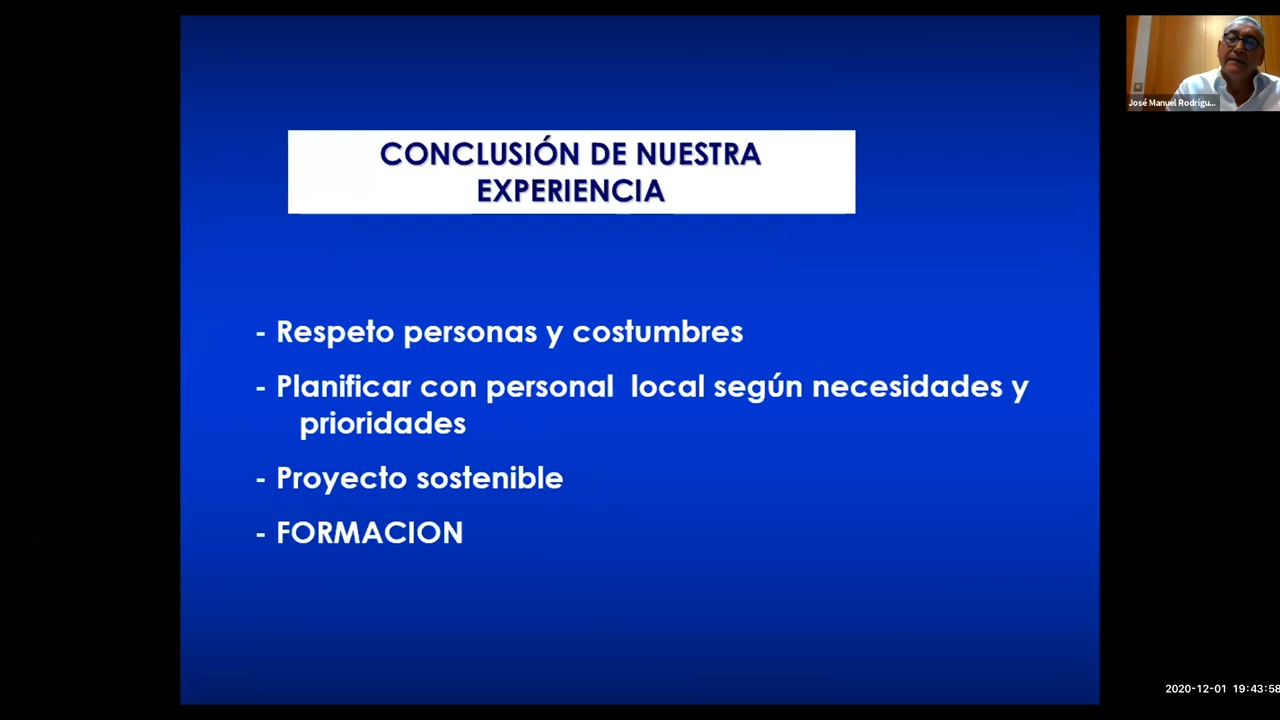 CONCLUSIÓN DE NUESTRA
EXPERIENCIA
- Respeto personas y costumbres
- Planificar con personal local según necesidades y
prioridades
- Proyecto sostenible
- FORMACION
José Manuel Rodrígu...
2020-12-01 19:43:58